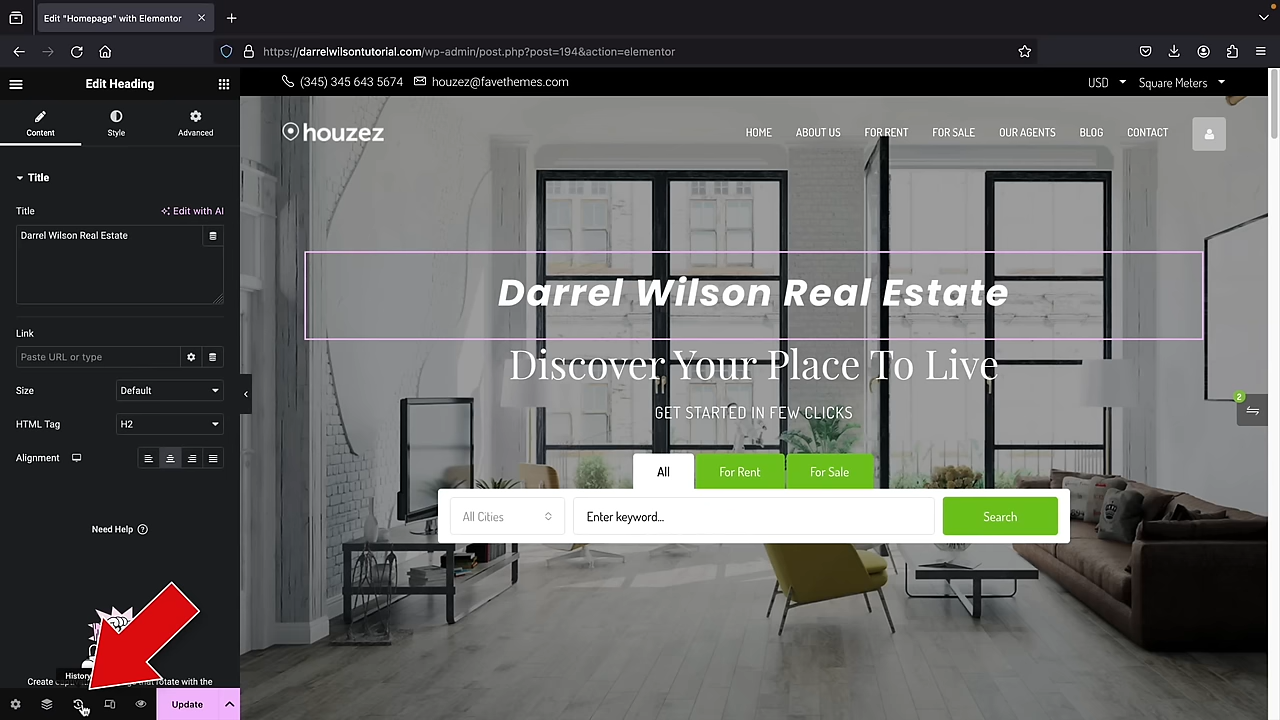 Edit "Homepage" with Elementor
https://darrelwilsontutorial.com/wp-admin/post.php?post=194&action=elementor
Edit Heading
Content
Style
Advanced
Title
Title
Edit with AI
Darrel Wilson Real Estate
Link
Paste URL or type
Size
Default
HTML Tag
H2
Alignment
Need Help
History
Update
(345) 345 643 5674
houzez@favethemes.com
USD
Square Meters
houzez
HOME
ABOUT US
FOR RENT
FOR SALE
OUR AGENTS
BLOG
CONTACT
Darrel Wilson Real Estate
Discover Your Place To Live
GET STARTED IN FEW CLICKS
All
For Rent
For Sale
All Cities
Enter keyword...
Search
2